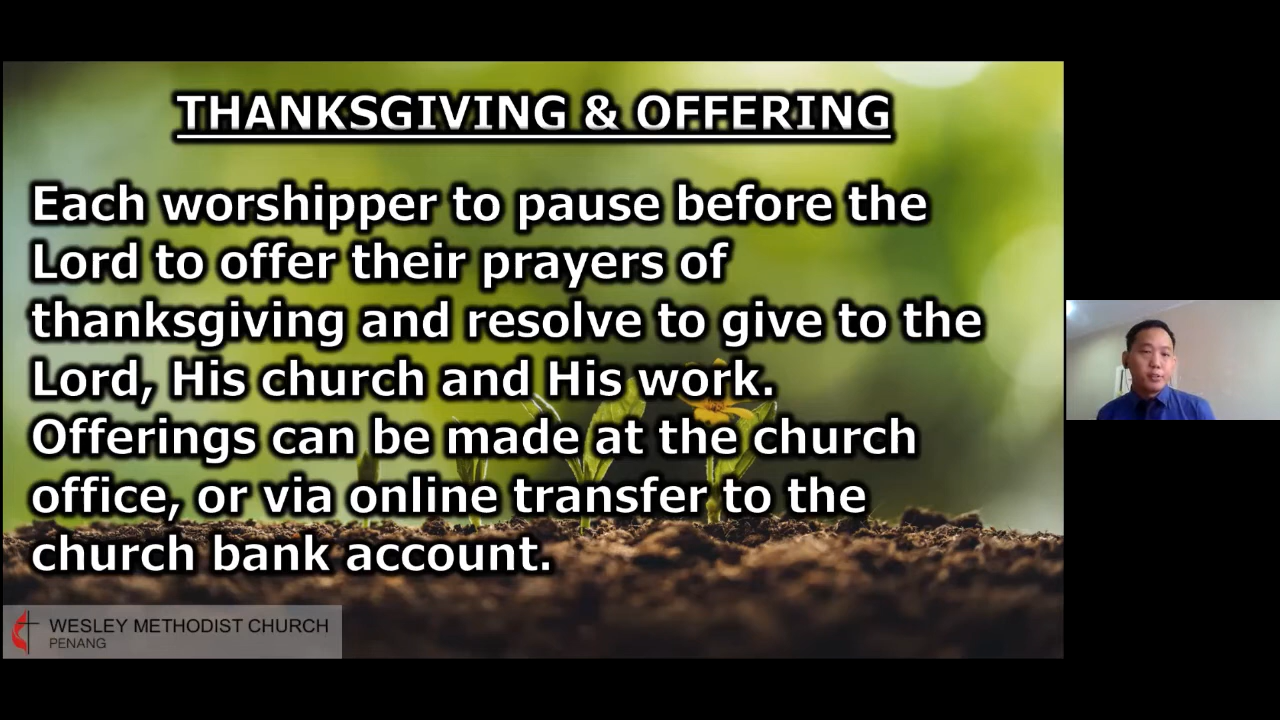 THANKSGIVING & OFFERING
Each worshipper to pause before the
Lord to offer their prayers of
thanksgiving and resolve to give to the
Lord, His church and His work.
Offerings can be made at the church
office, or via online transfer to the
church bank account.
WESLEY METHODIST CHURCH
PENANG